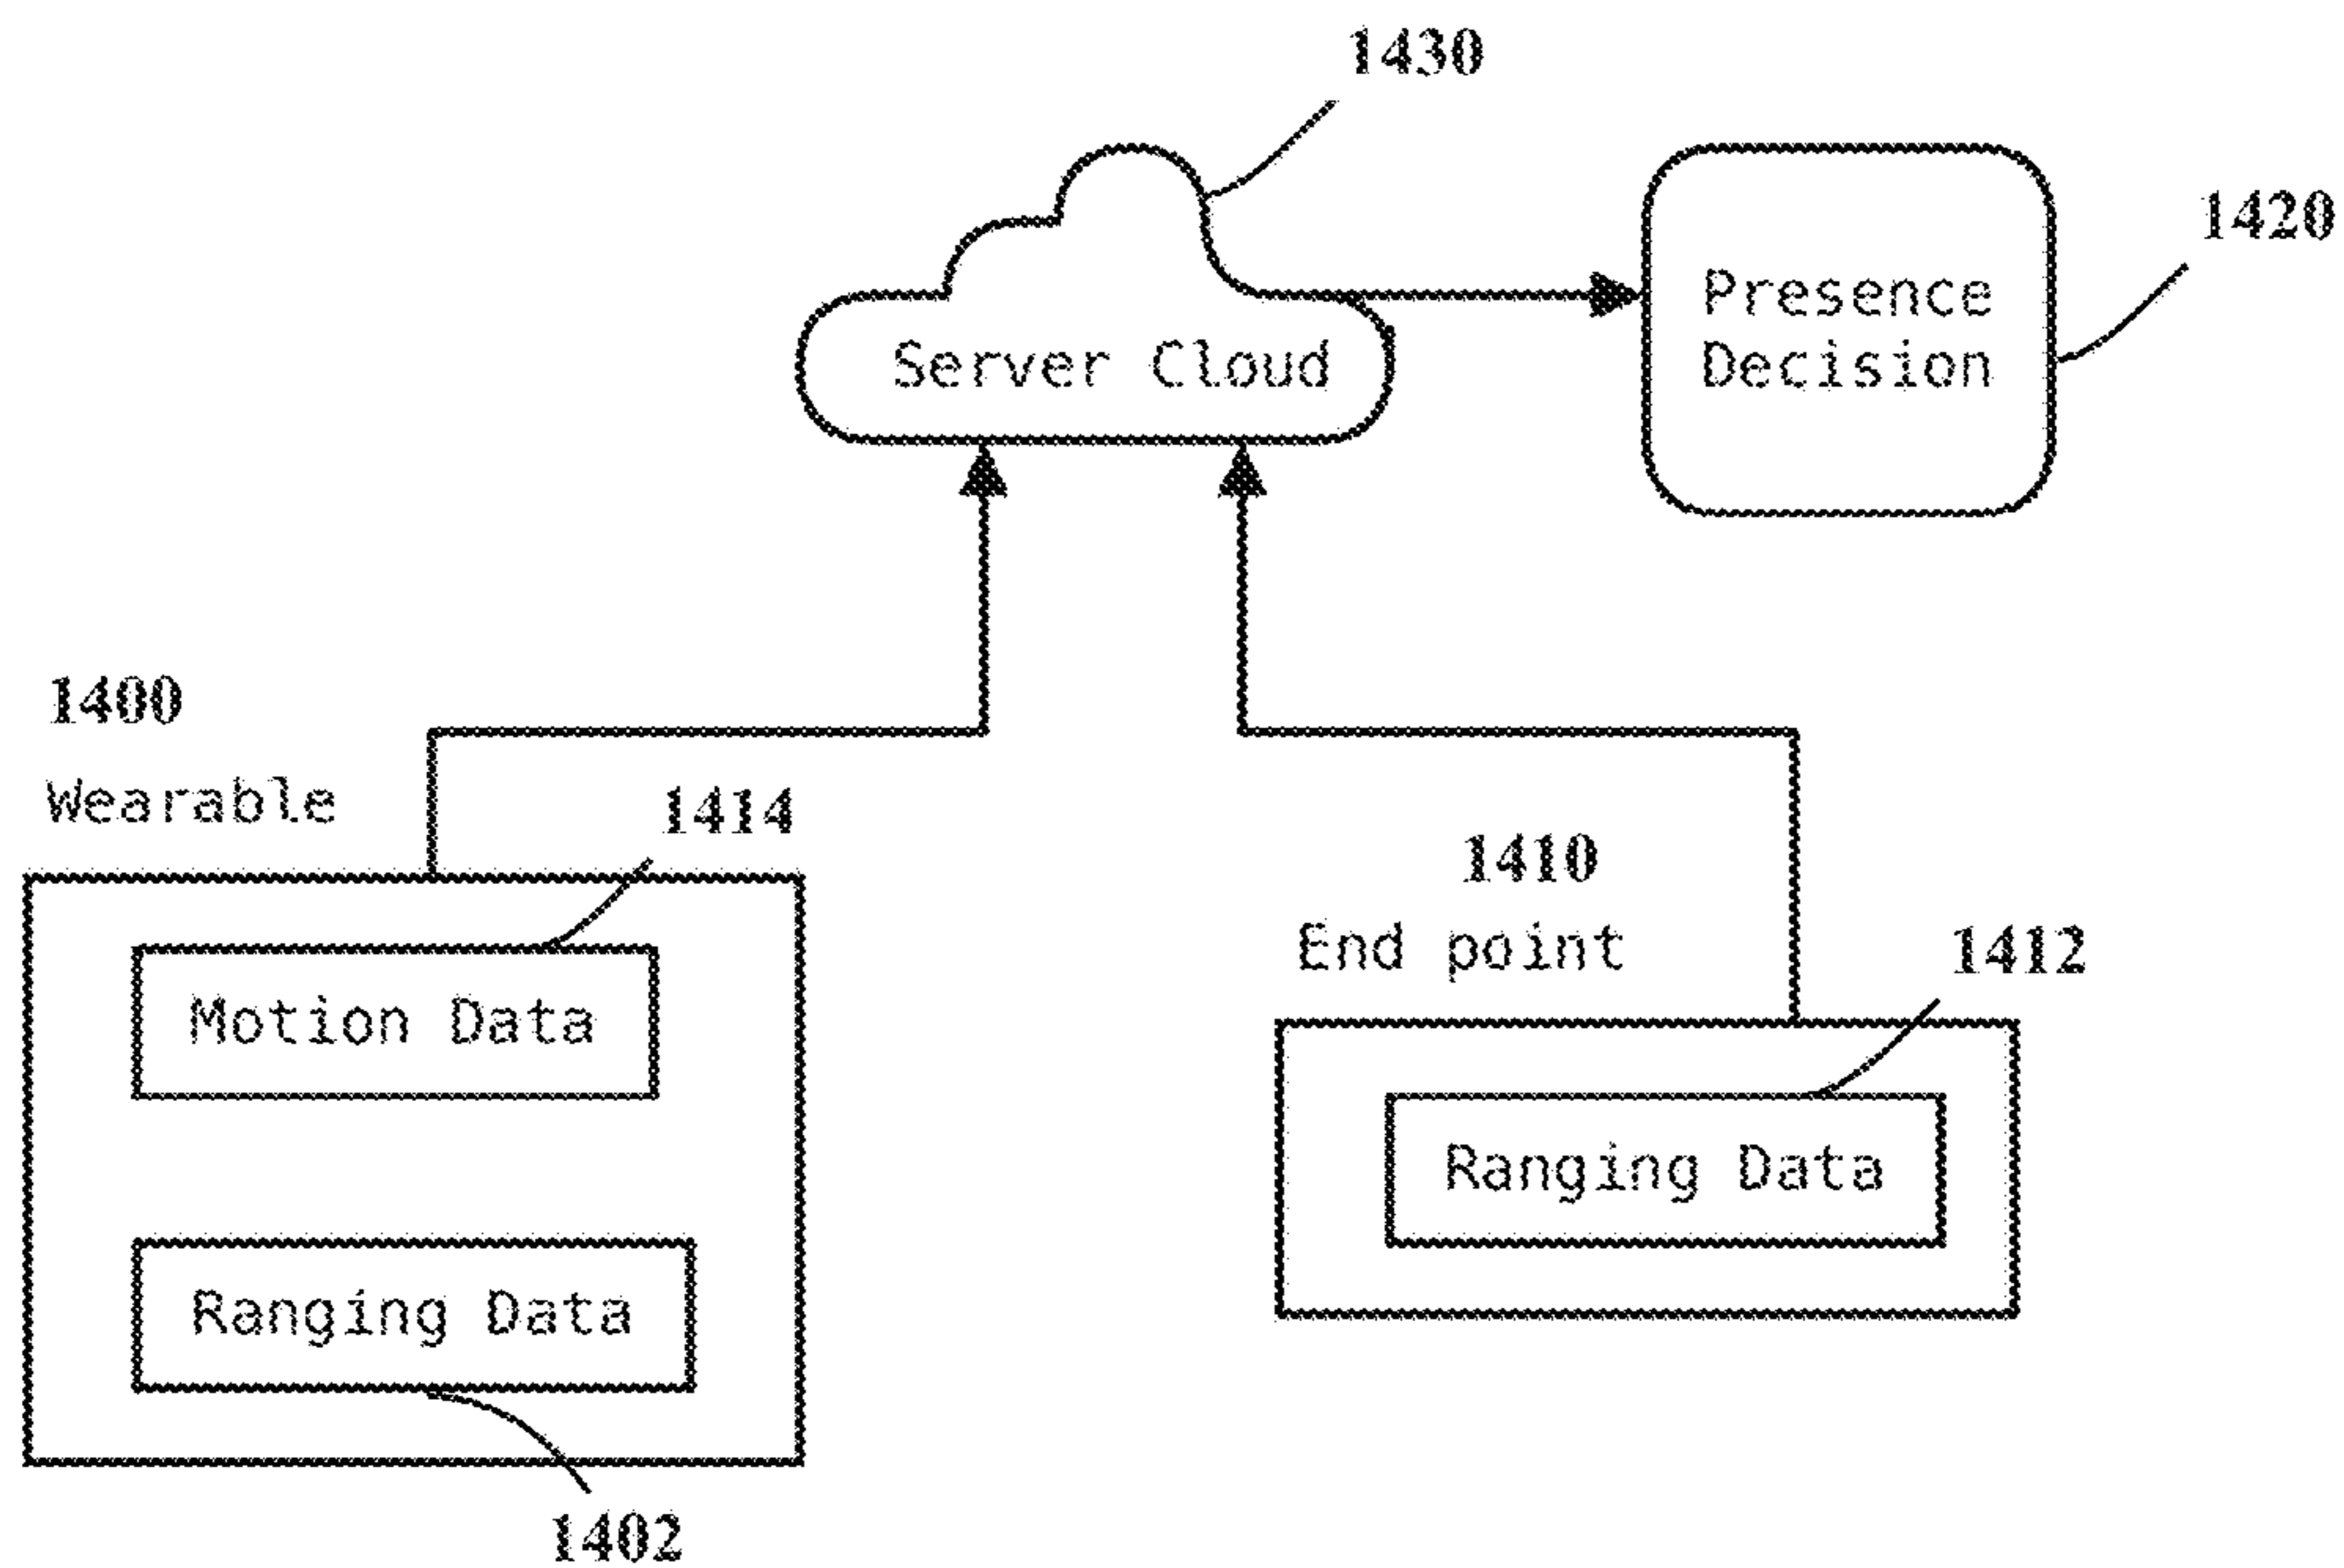 1430
1420
Presence
Decision
Server Cloud
1400
Wearable
1414
Motion Data
Ranging Data
1402
1410
End point
1412
Ranging Data